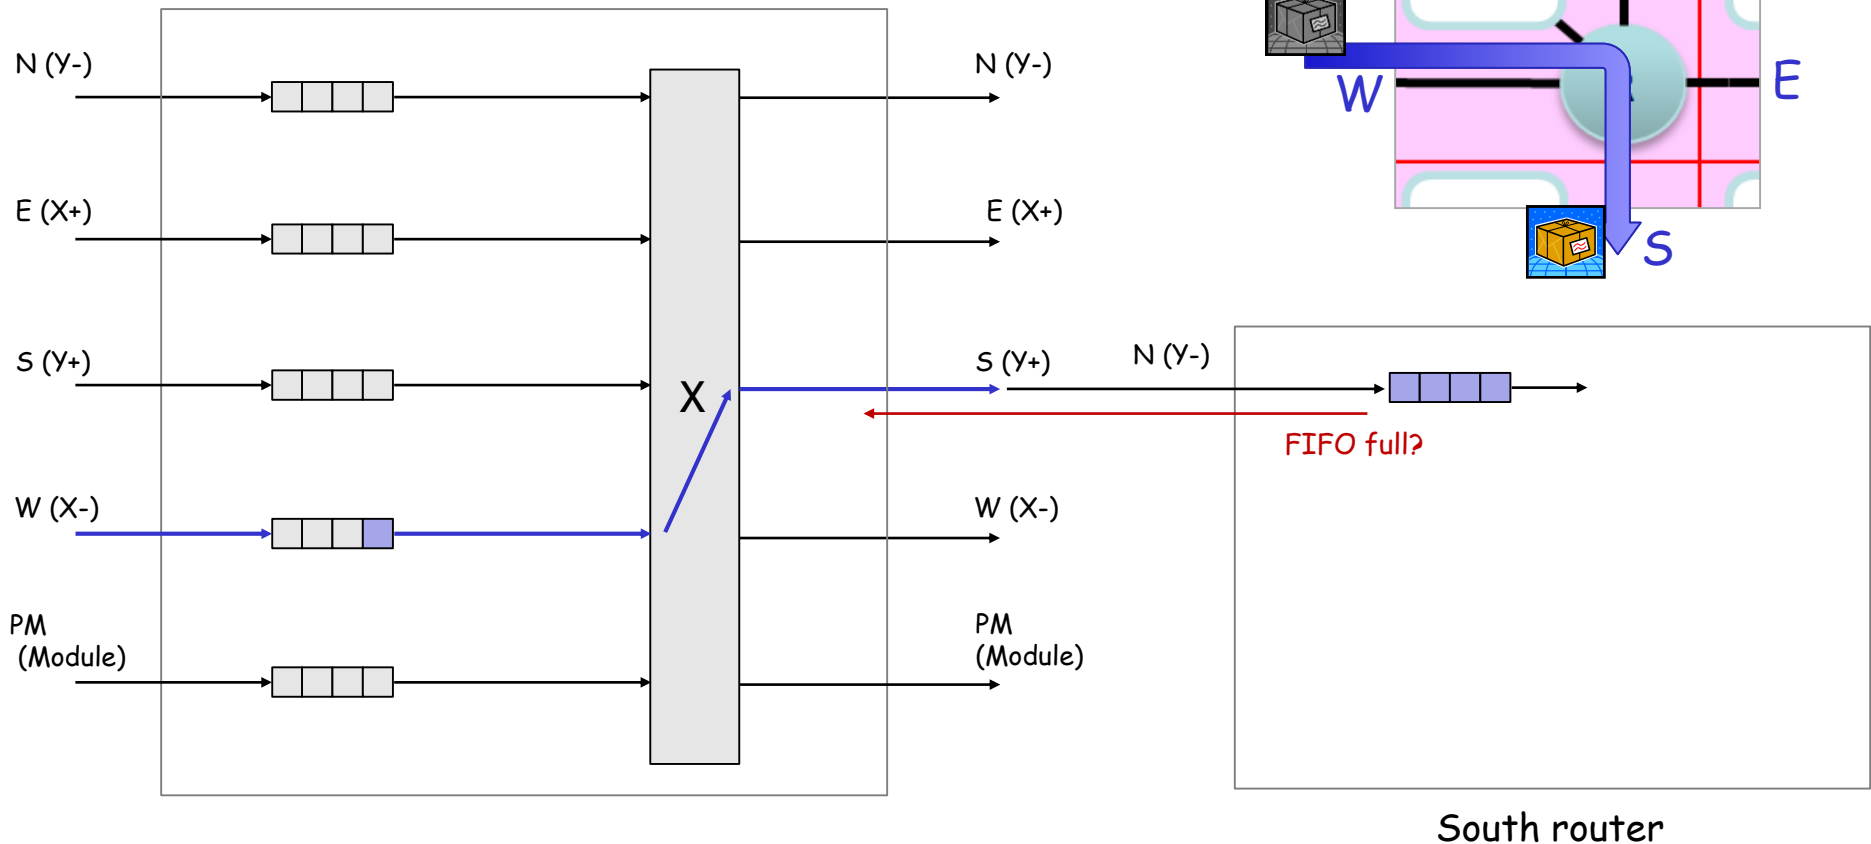 N (Y-)
E (X+)
S (Y+)
W (X-)
PM
(Module)
X
N (Y-)
E (X+)
S (Y+)
W (X-)
PM
(Module)
N (Y-)
FIFO full?
South router
W
E
S